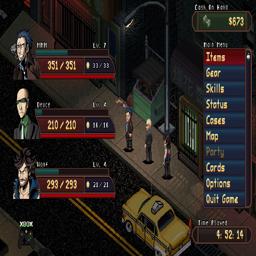 Cash On Hand
$673
Lv. 7
351/351
33/33
Main Menu
Items
Gear
Skills
Status
Cases
Map
Party
Cards
Options
Quit Game
Deuce Lv. 4
210/210
16/16
Lv. 4
293/293
21/21
XBOX
Time Played
4: 52: 14